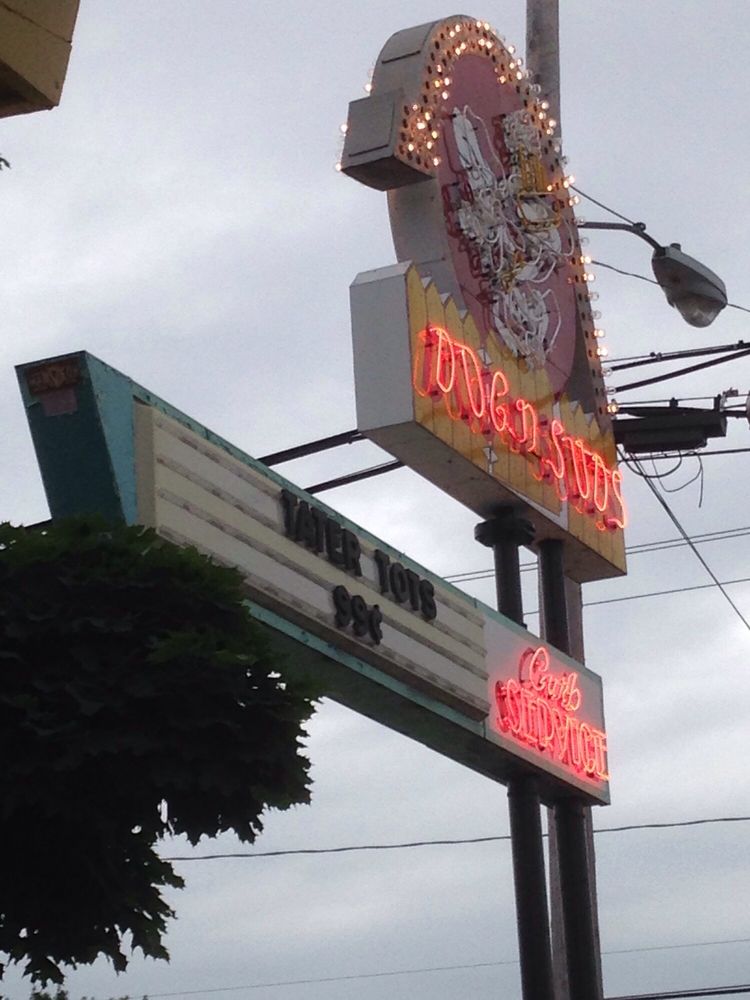 DOG N SUDS
TATER TOTS
99¢
Curb
SERVICE